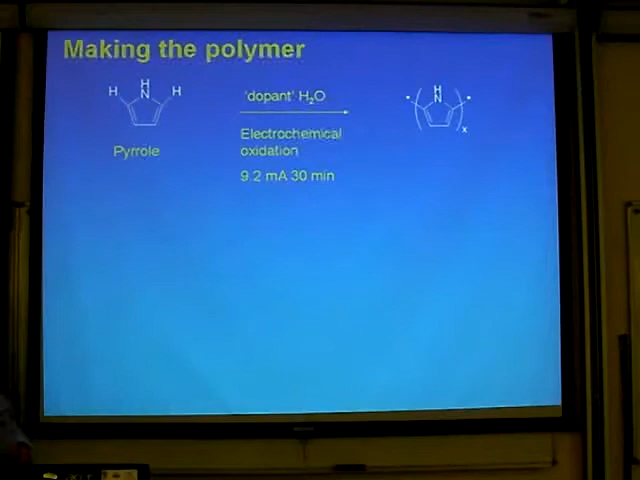 Making the polymer
H
H N H
'dopant' H₂O
H
N
x
Pyrrole
Electrochemical
oxidation
9.2 mA 30 min